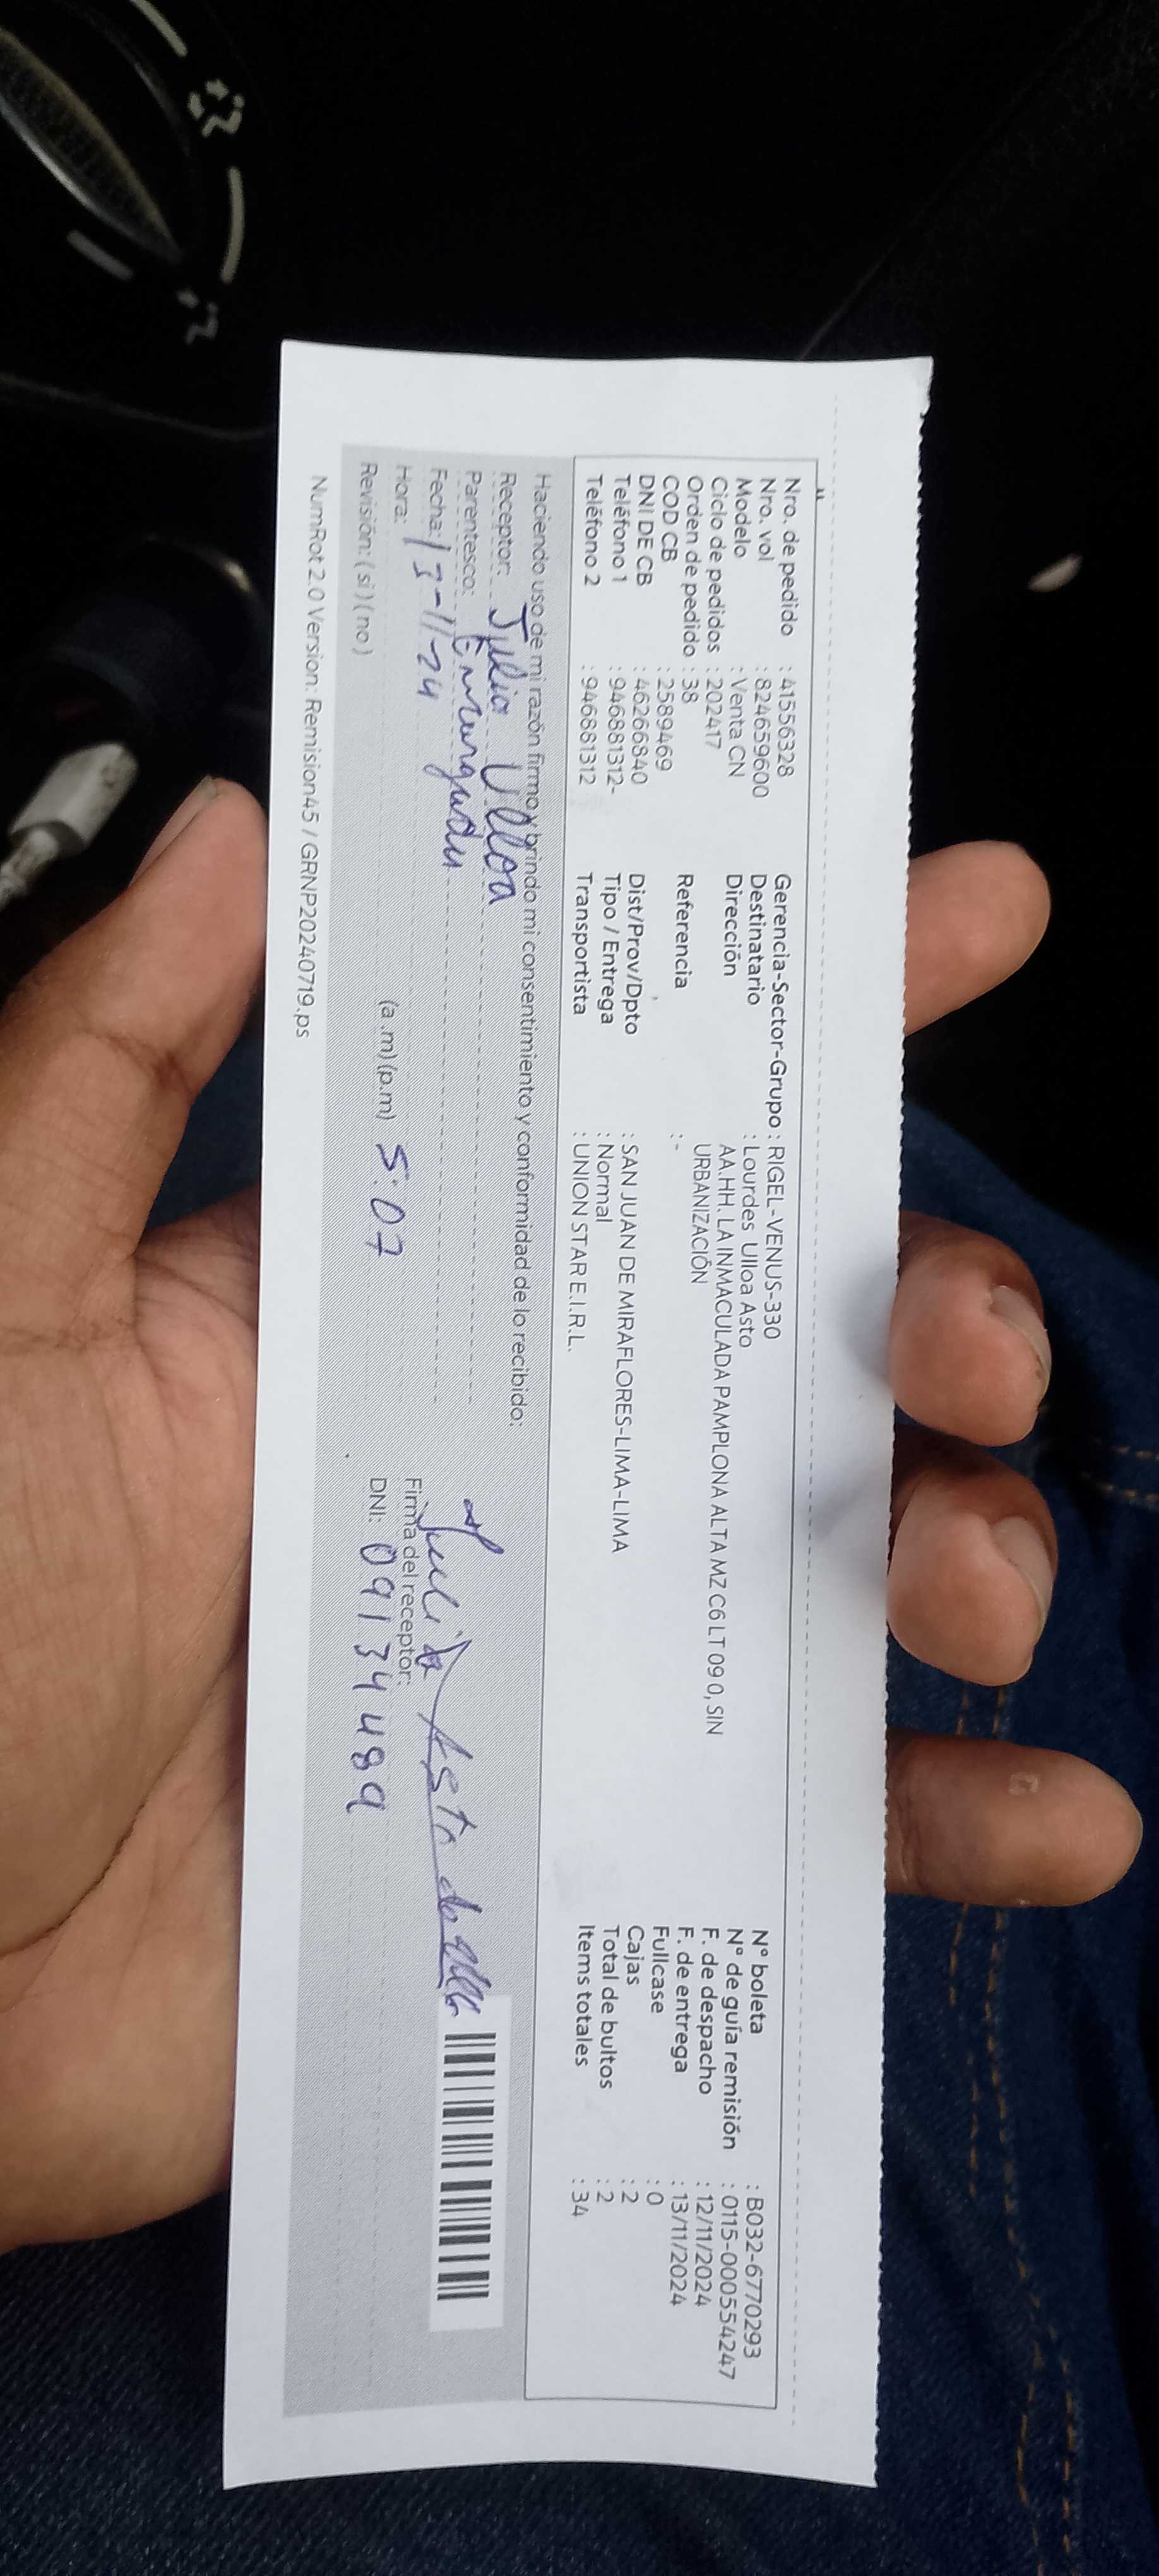 Nro. de pedido : 41556328
Nro. vol : 824659600
Modelo : Venta CN
Ciclo de pedidos : 202417
Orden de pedido : 38
COD CB : 2589469
DNI DE CB : 46266840
Teléfono 1 : 946881312-
Teléfono 2 : 946881312
Gerencia-Sector-Grupo : RIGEL-VENUS-330
Destinatario : Lourdes Ulloa Asto
Dirección AA.HH. LA INMACULADA PAMPLONA ALTA MZ C6 LT 09 0, SIN
URBANIZACIÓN
Referencia : -
Dist/Prov/Dpto : SAN JUAN DE MIRAFLORES-LIMA-LIMA
Tipo / Entrega : Normal
Transportista : UNION STAR E.I.R.L.
N° boleta : B032-6770293
N° de guía remisión : 0115-000554247
F. de despacho : 12/11/2024
F. de entrega : 13/11/2024
Fullcase : 0
Cajas : 2
Total de bultos : 2
Items totales : 34
Haciendo uso de mi razón firmo y brindo mi consentimiento y conformidad de lo recibido:
Receptor: Julia Ulloa
Parentesco:
Fecha: 13-11-24
Hora: (a.m) (p.m) 5:07
Revisión: ( si ) ( no )
Julia Asto de
Firma del receptor:
DNI: 09134489
NumRot 2.0 Version: Remision45 / GRNP20240719.ps